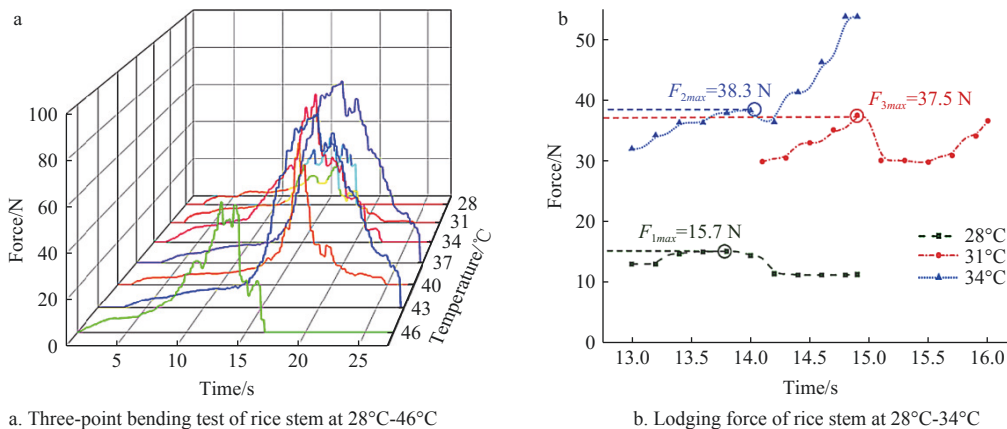 a
100
80
60
40
20
0
Force/N
5
10
15
20
25
Time/s
28
31
34
37
40
43
46
Temperature/°C
b
50
40
30
20
10
0
Force/N
F2max=38.3 N
F3max=37.5 N
F1max=15.7 N
28°C
31°C
34°C
13.0
13.5
14.0
14.5
15.0
15.5
16.0
Time/s
a. Three-point bending test of rice stem at 28°C-46°C
b. Lodging force of rice stem at 28°C-34°C